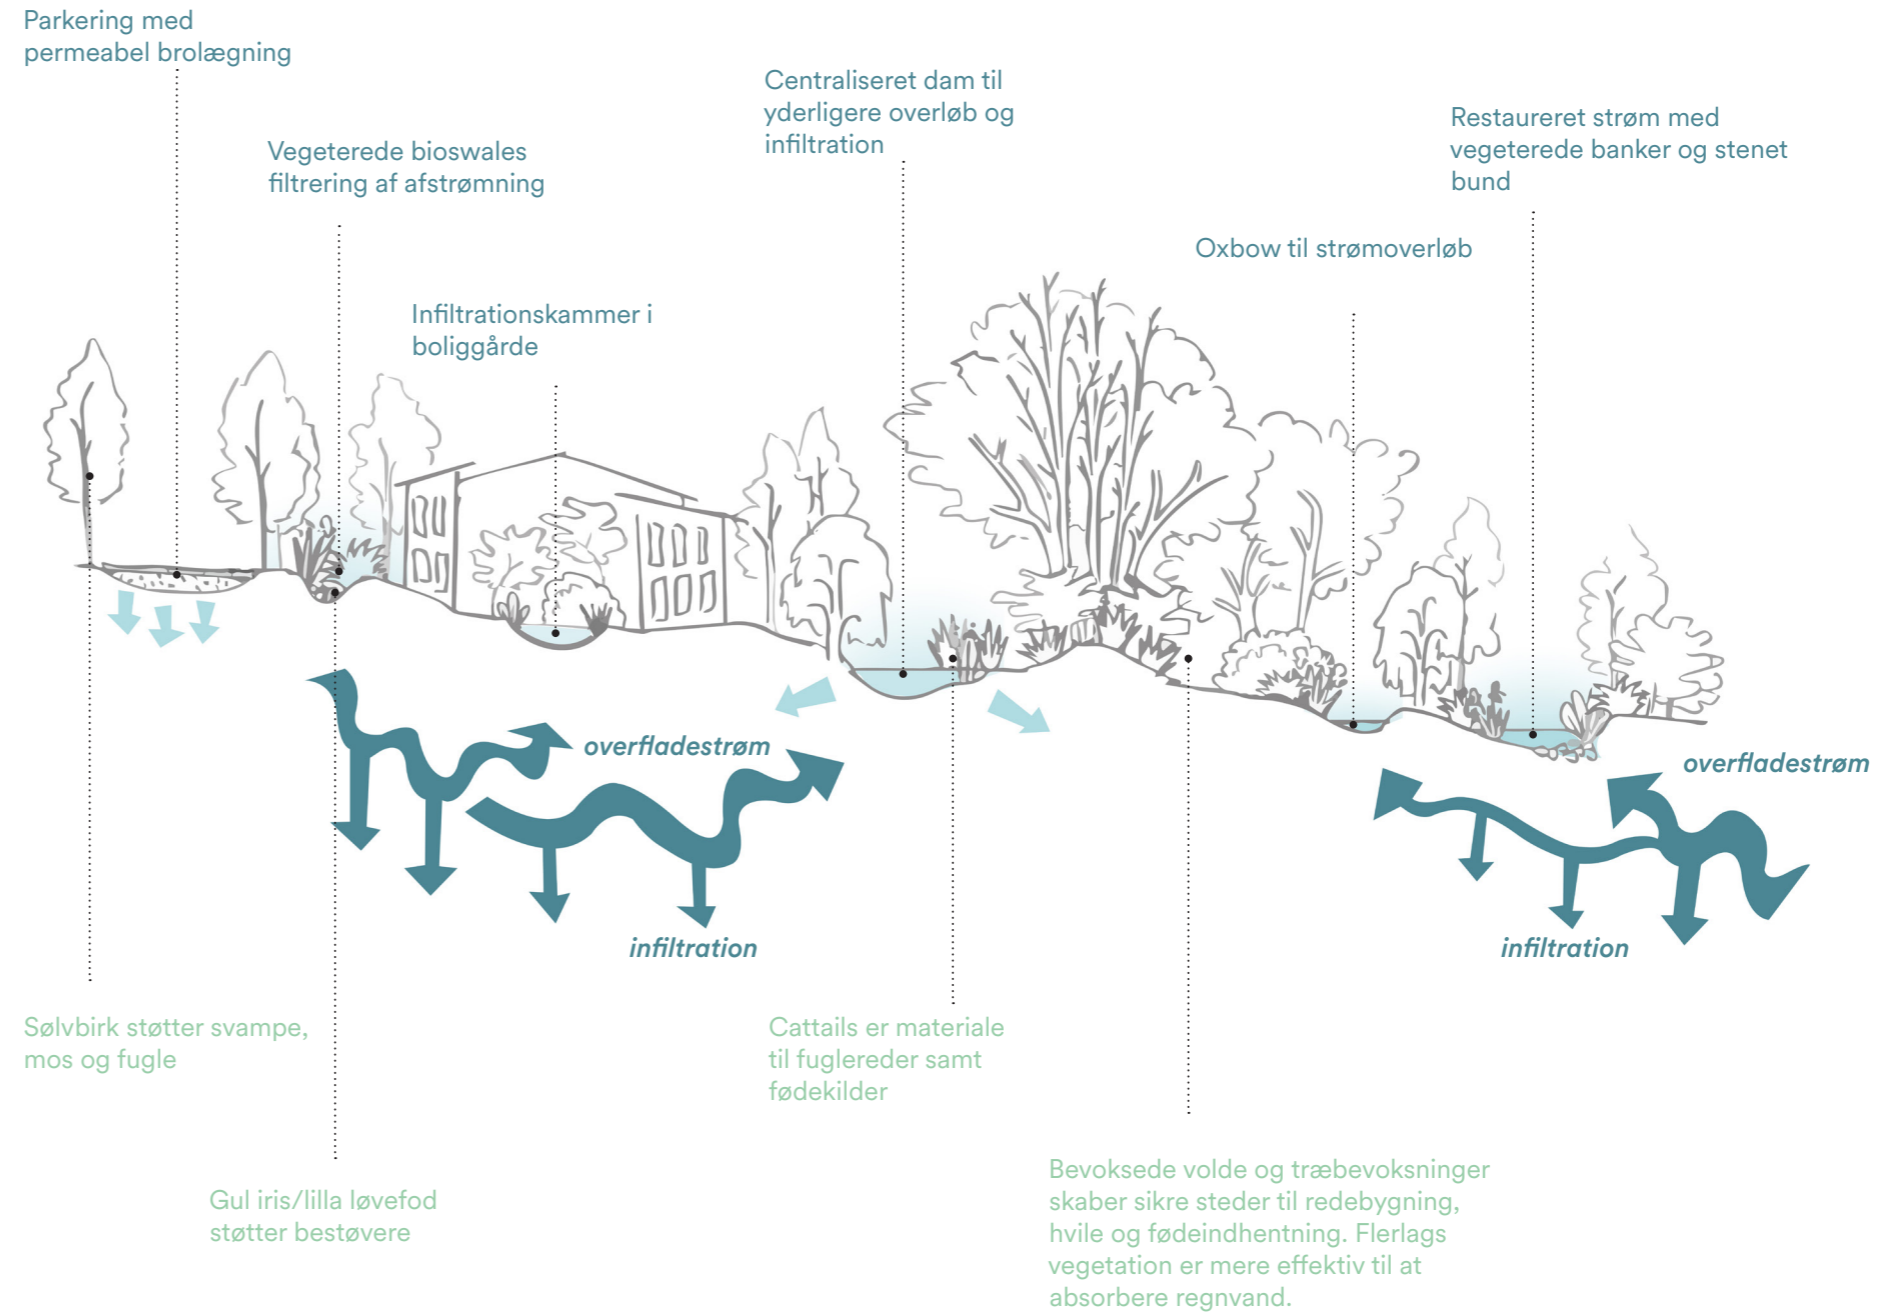 Parkering med
permeabel brolægning
Vegeterede bioswales
filtrering af afstrømning
Infiltrationskammer i
boliggårde
Centraliseret dam til
yderligere overløb og
infiltration
Oxbow til strømoverløb
Restaureret strøm med
vegeterede banker og stenet
bund
overfladestrøm
infiltration
overfladestrøm
infiltration
Sølvbirk støtter svampe,
mos og fugle
Gul iris/lilla løvefod
støtter bestøvere
Cattails er materiale
til fuglereder samt
fødekilder
Bevoksede volde og træbevoksninger
skaber sikre steder til redebygning,
hvile og fødeindhentning. Flerlags
vegetation er mere effektiv til at
absorbere regnvand.